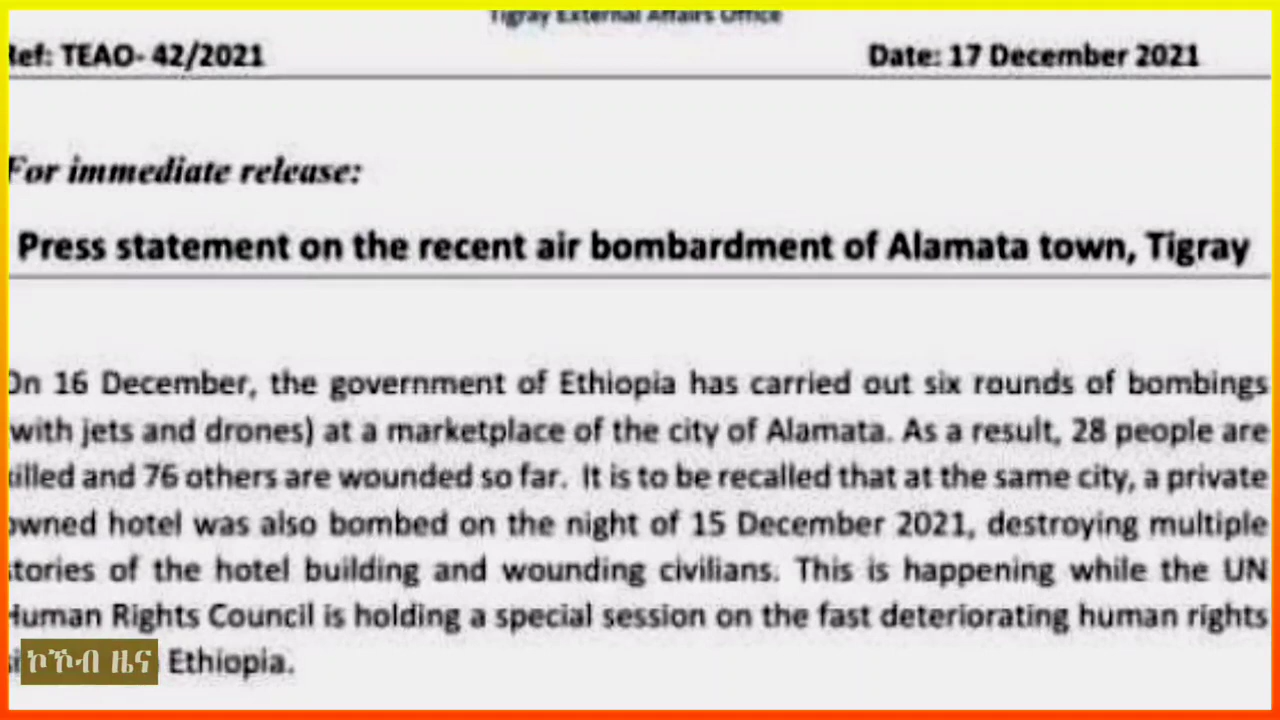 Tigray External Affairs Office
Ref: TEAO- 42/2021 Date: 17 December 2021
For immediate release:
Press statement on the recent air bombardment of Alamata town, Tigray
On 16 December, the government of Ethiopia has carried out six rounds of bombings
with jets and drones) at a marketplace of the city of Alamata. As a result, 28 people are
killed and 76 others are wounded so far. It is to be recalled that at the same city, a private
owned hotel was also bombed on the night of 15 December 2021, destroying multiple
stories of the hotel building and wounding civilians. This is happening while the UN
Human Rights Council is holding a special session on the fast deteriorating human rights
Ethiopia.
ኮኾብ ዜና